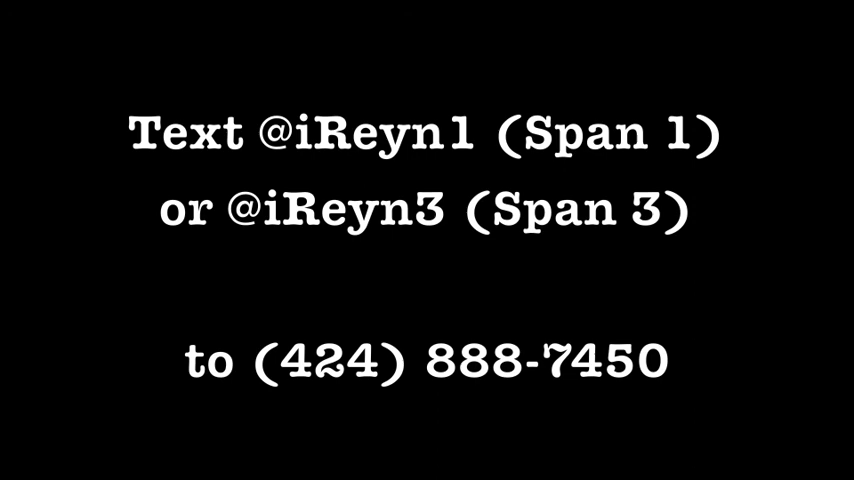 Text @iReyn1 (Span 1)
or @iReyn3 (Span 3)
to (424) 888-7450